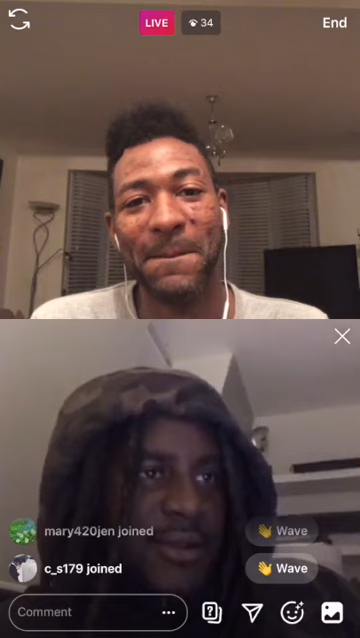 LIVE
34
End
mary420jen joined
Wave
c_s179 joined
Wave
Comment